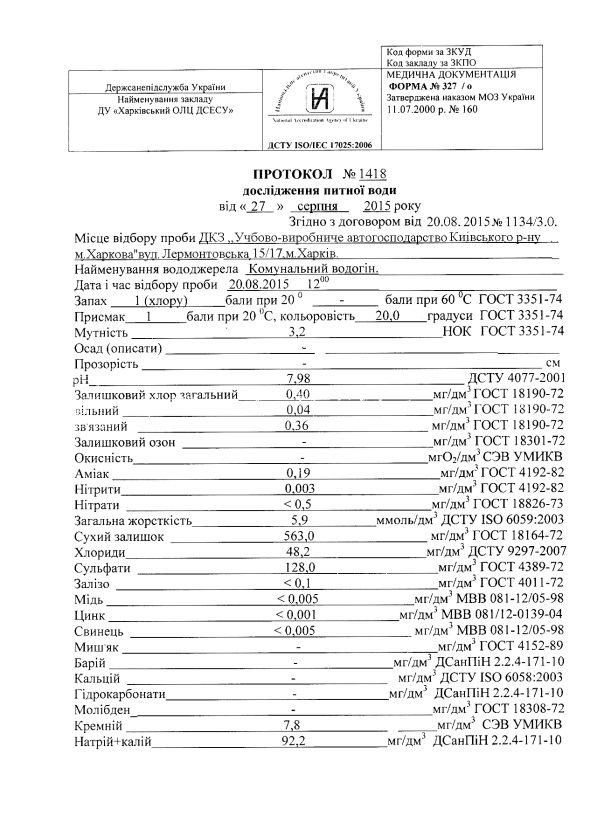 Код форми за ЗКУД
Код закладу за ЗКПО
Держсанепідслужба України
Найменування закладу
ДУ «Харківський ОЛЦ ДСЕСУ»
National Accreditation Agency of Ukraine
ДСТУ ISO/IEC 17025:2006
МЕДИЧНА ДОКУМЕНТАЦІЯ
ФОРМА № 327 / о
Затверджена наказом МОЗ України
11.07.2000 р. № 160
ПРОТОКОЛ № 1418
дослідження питної води
від « 27 » серпня 2015 року
Згідно з договором від 20.08. 2015 № 1134/3.0.
Місце відбору проби ДКЗ ,,Учбово-виробниче автогосподарство Київського р-ну
м.Харкова"вул. Лермонтовська 15/17,м.Харків.
Найменування вододжерела Комунальний водогін.
Дата і час відбору проби 20.08.2015 12⁰⁰
Запах 1 (хлору) бали при 20 ⁰ - бали при 60 ⁰С ГОСТ 3351-74
Присмак 1 бали при 20 ⁰С, кольоровість 20,0 градуси ГОСТ 3351-74
Мутність 3,2 НОК ГОСТ 3351-74
Осад (описати) -
Прозорість - см
рН 7,98 ДСТУ 4077-2001
Залишковий хлор загальний 0,40 мг/дм³ ГОСТ 18190-72
вільний 0,04 мг/дм³ ГОСТ 18190-72
зв'язаний 0,36 мг/дм³ ГОСТ 18190-72
Залишковий озон - мг/дм³ ГОСТ 18301-72
Окисність - мгО₂/дм³ СЭВ УМИКВ
Аміак 0,19 мг/дм³ ГОСТ 4192-82
Нітрити 0,003 мг/дм³ ГОСТ 4192-82
Нітрати < 0,5 мг/дм³ ГОСТ 18826-73
Загальна жорсткість 5,9 ммоль/дм³ ДСТУ ISO 6059:2003
Сухий залишок 563,0 мг/дм³ ГОСТ 18164-72
Хлориди 48,2 мг/дм³ ДСТУ 9297-2007
Сульфати 128,0 мг/дм³ ГОСТ 4389-72
Залізо < 0,1 мг/дм³ ГОСТ 4011-72
Мідь < 0,005 мг/дм³ МВВ 081-12/05-98
Цинк < 0,001 мг/дм³ МВВ 081/12-0139-04
Свинець < 0,005 мг/дм³ МВВ 081-12/05-98
Миш'як - мг/дм³ ГОСТ 4152-89
Барій - мг/дм³ ДСанПіН 2.2.4-171-10
Кальцій - мг/дм³ ДСТУ ISO 6058:2003
Гідрокарбонати - мг/дм³ ДСанПіН 2.2.4-171-10
Молібден - мг/дм³ ГОСТ 18308-72
Кремній 7,8 мг/дм³ СЭВ УМИКВ
Натрій+калій 92,2 мг/дм³ ДСанПіН 2.2.4-171-10